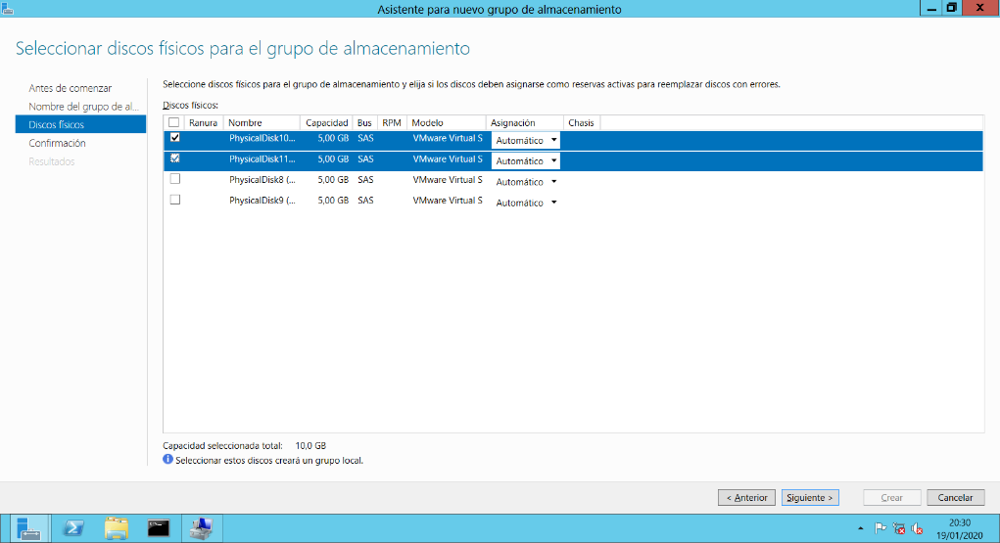 Asistente para nuevo grupo de almacenamiento
Seleccionar discos físicos para el grupo de almacenamiento
Antes de comenzar
Nombre del grupo de al...
Discos físicos
Confirmación
Resultados
Seleccione discos físicos para el grupo de almacenamiento y elija si los discos deben asignarse como reservas activas para reemplazar discos con errores.
Discos físicos:
Ranura Nombre Capacidad Bus RPM Modelo Asignación Chasis
PhysicalDisk10... 5,00 GB SAS VMware Virtual S Automático
PhysicalDisk11... 5,00 GB SAS VMware Virtual S Automático
PhysicalDisk8 (... 5,00 GB SAS VMware Virtual S Automático
PhysicalDisk9 (... 5,00 GB SAS VMware Virtual S Automático
Capacidad seleccionada total: 10,0 GB
Seleccionar estos discos creará un grupo local.
< Anterior Siguiente > Crear Cancelar
20:30
19/01/2020